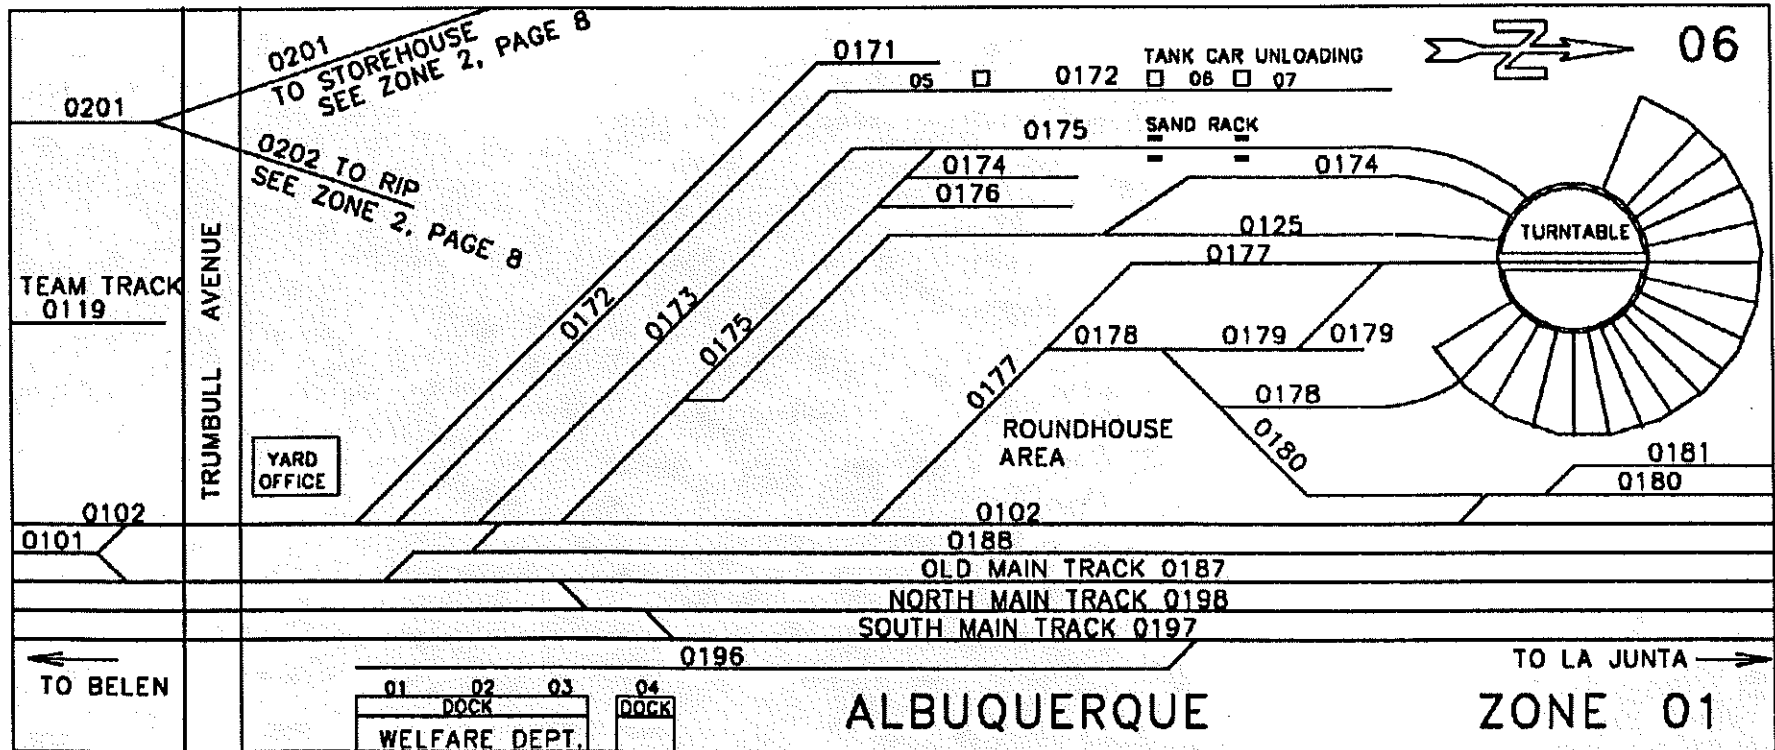 06
0201
TO STOREHOUSE
SEE ZONE 2, PAGE 8
0201
0202 TO RIP
SEE ZONE 2, PAGE 8
0171
TANK CAR UNLOADING
05 0172 06 07
0175
SAND RACK
0174
0174
0176
0125
0177
TURNTABLE
TEAM TRACK
0119
TRUMBULL AVENUE
0172
0173
0175
0177
0178
0179
0179
0178
0180
ROUNDHOUSE
AREA
YARD
OFFICE
0181
0180
0102
0102
0101
0188
OLD MAIN TRACK 0187
NORTH MAIN TRACK 0198
SOUTH MAIN TRACK 0197
0196
TO BELEN
TO LA JUNTA
01 02 03 04
DOCK DOCK
WELFARE DEPT.
ALBUQUERQUE ZONE 01
N